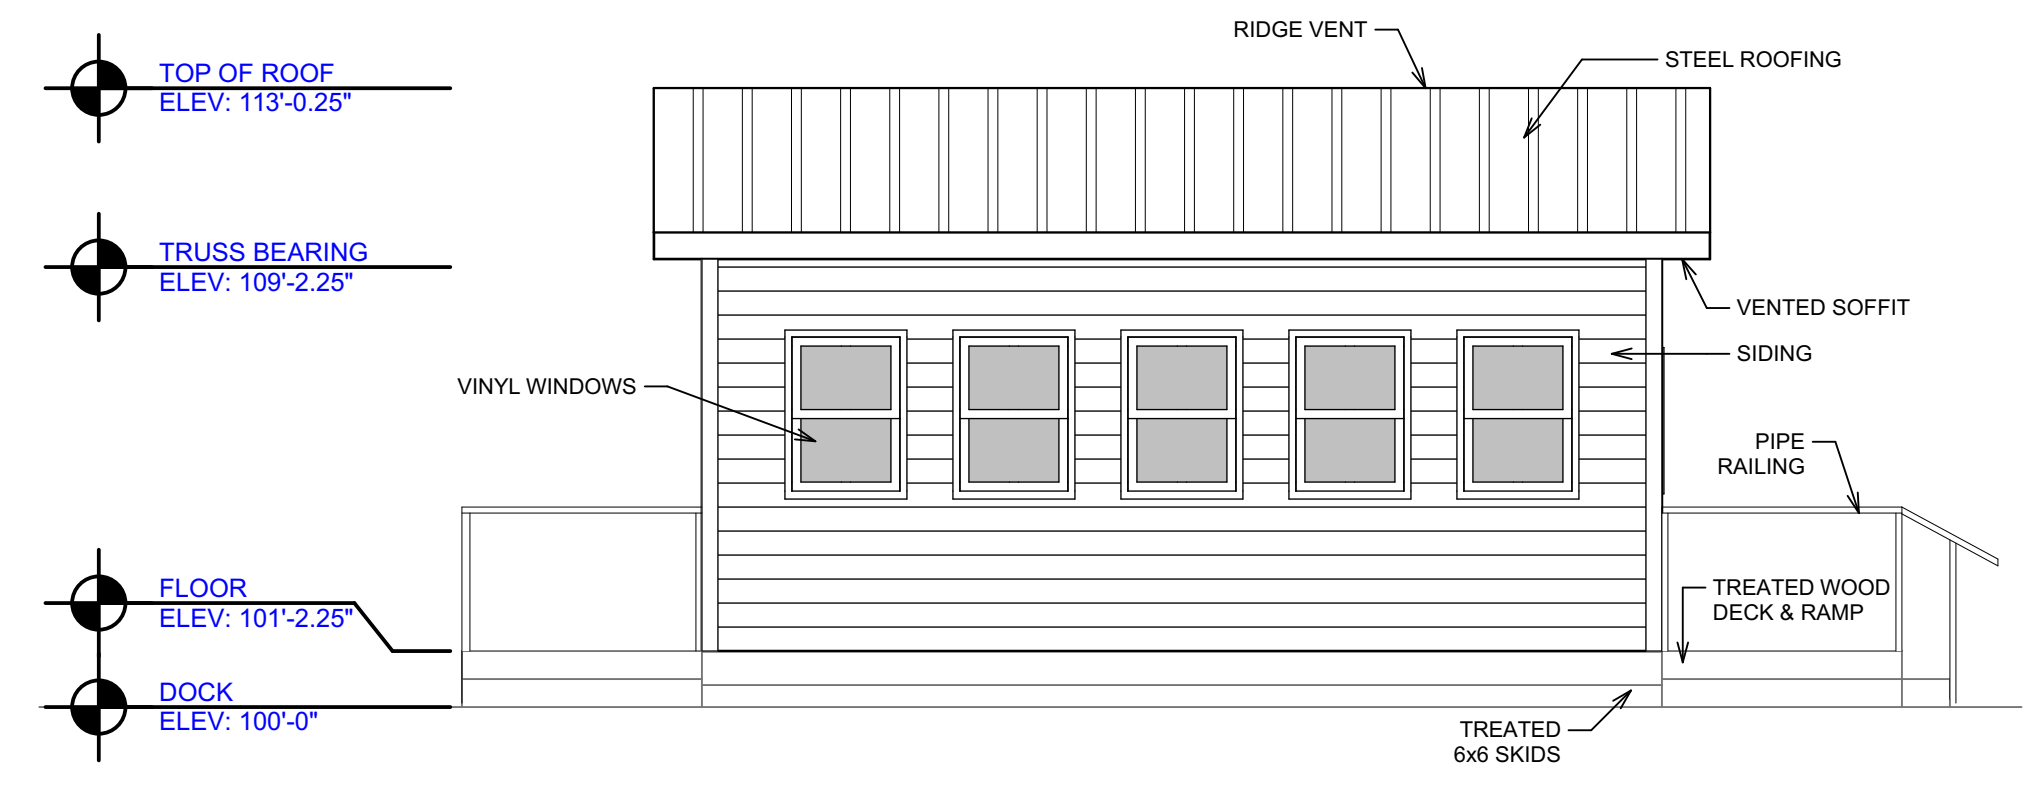 RIDGE VENT
STEEL ROOFING
TOP OF ROOF
ELEV: 113'-0.25"
TRUSS BEARING
ELEV: 109'-2.25"
VENTED SOFFIT
SIDING
VINYL WINDOWS
PIPE
RAILING
FLOOR
ELEV: 101'-2.25"
TREATED WOOD
DECK & RAMP
DOCK
ELEV: 100'-0"
TREATED
6x6 SKIDS